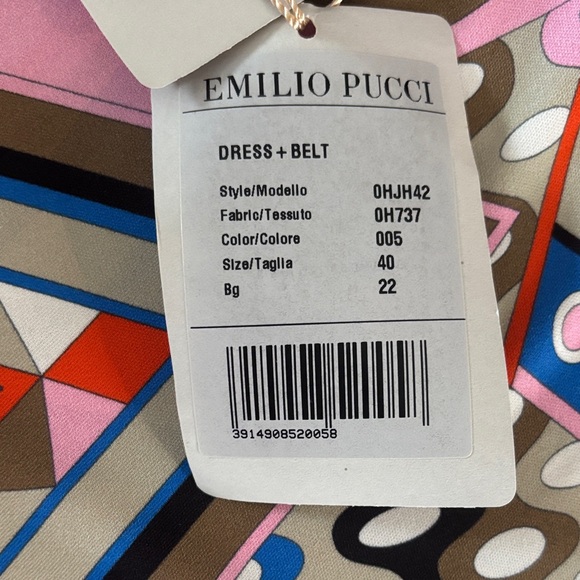 EMILIO PUCCI
DRESS + BELT
Style/Modello 0HJH42
Fabric/Tessuto 0H737
Color/Colore 005
Size/Taglia 40
Bg 22
3914908520058